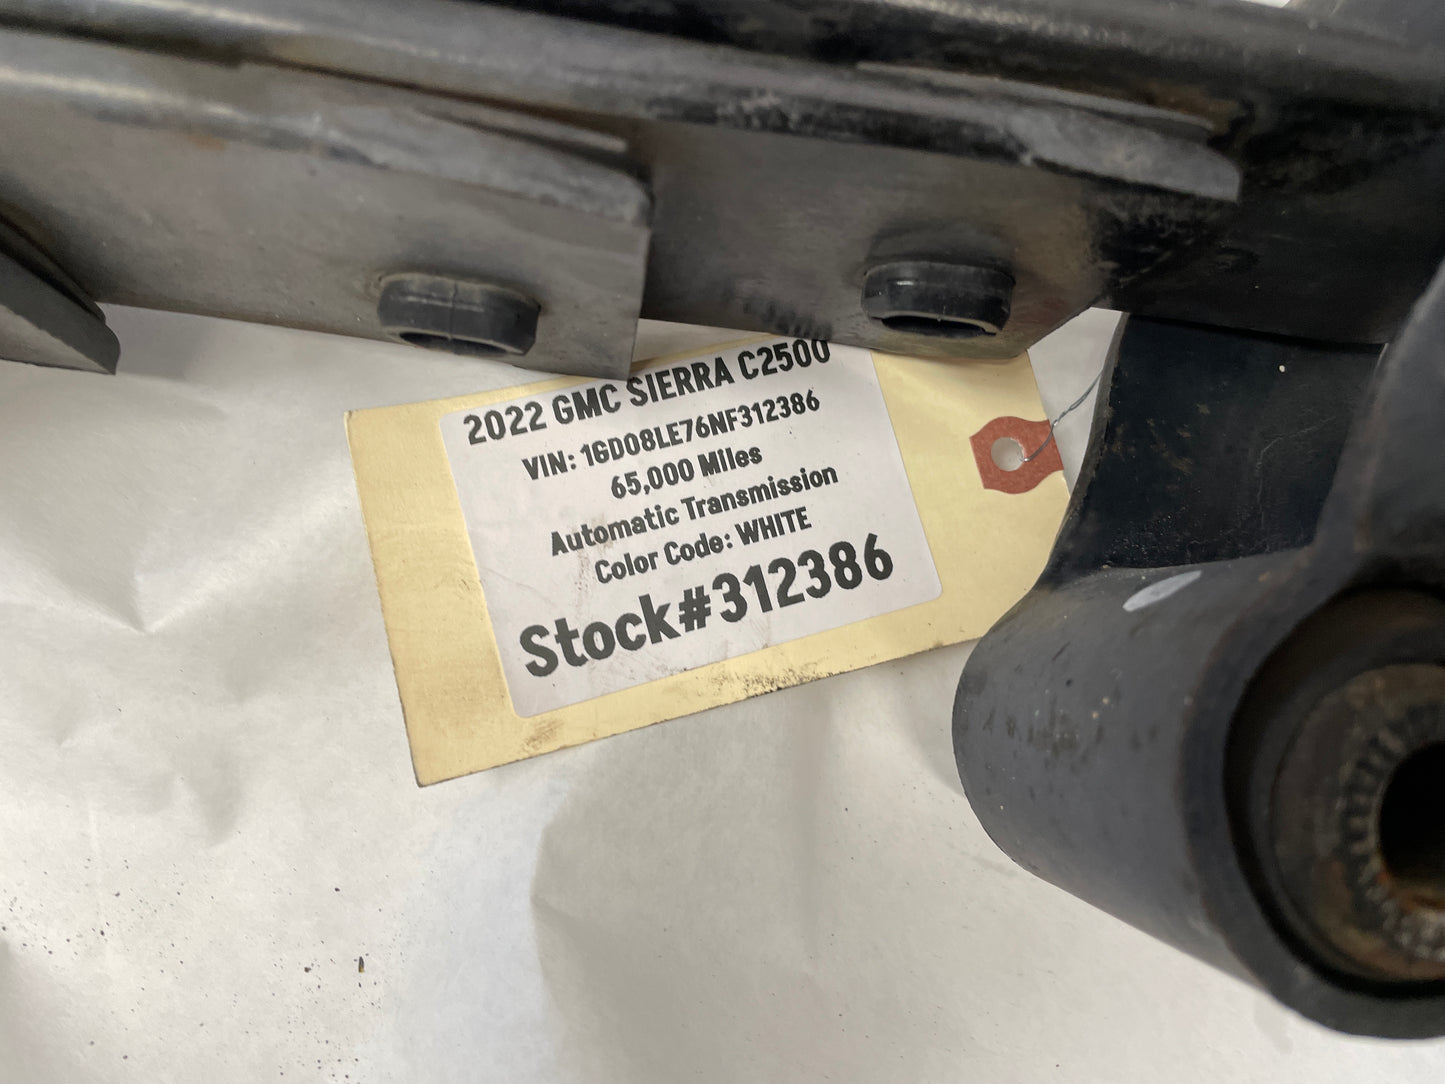 2022 GMC SIERRA C2500
VIN: 1GD08LE76NF312386
65,000 Miles
Automatic Transmission
Color Code: WHITE
Stock#312386